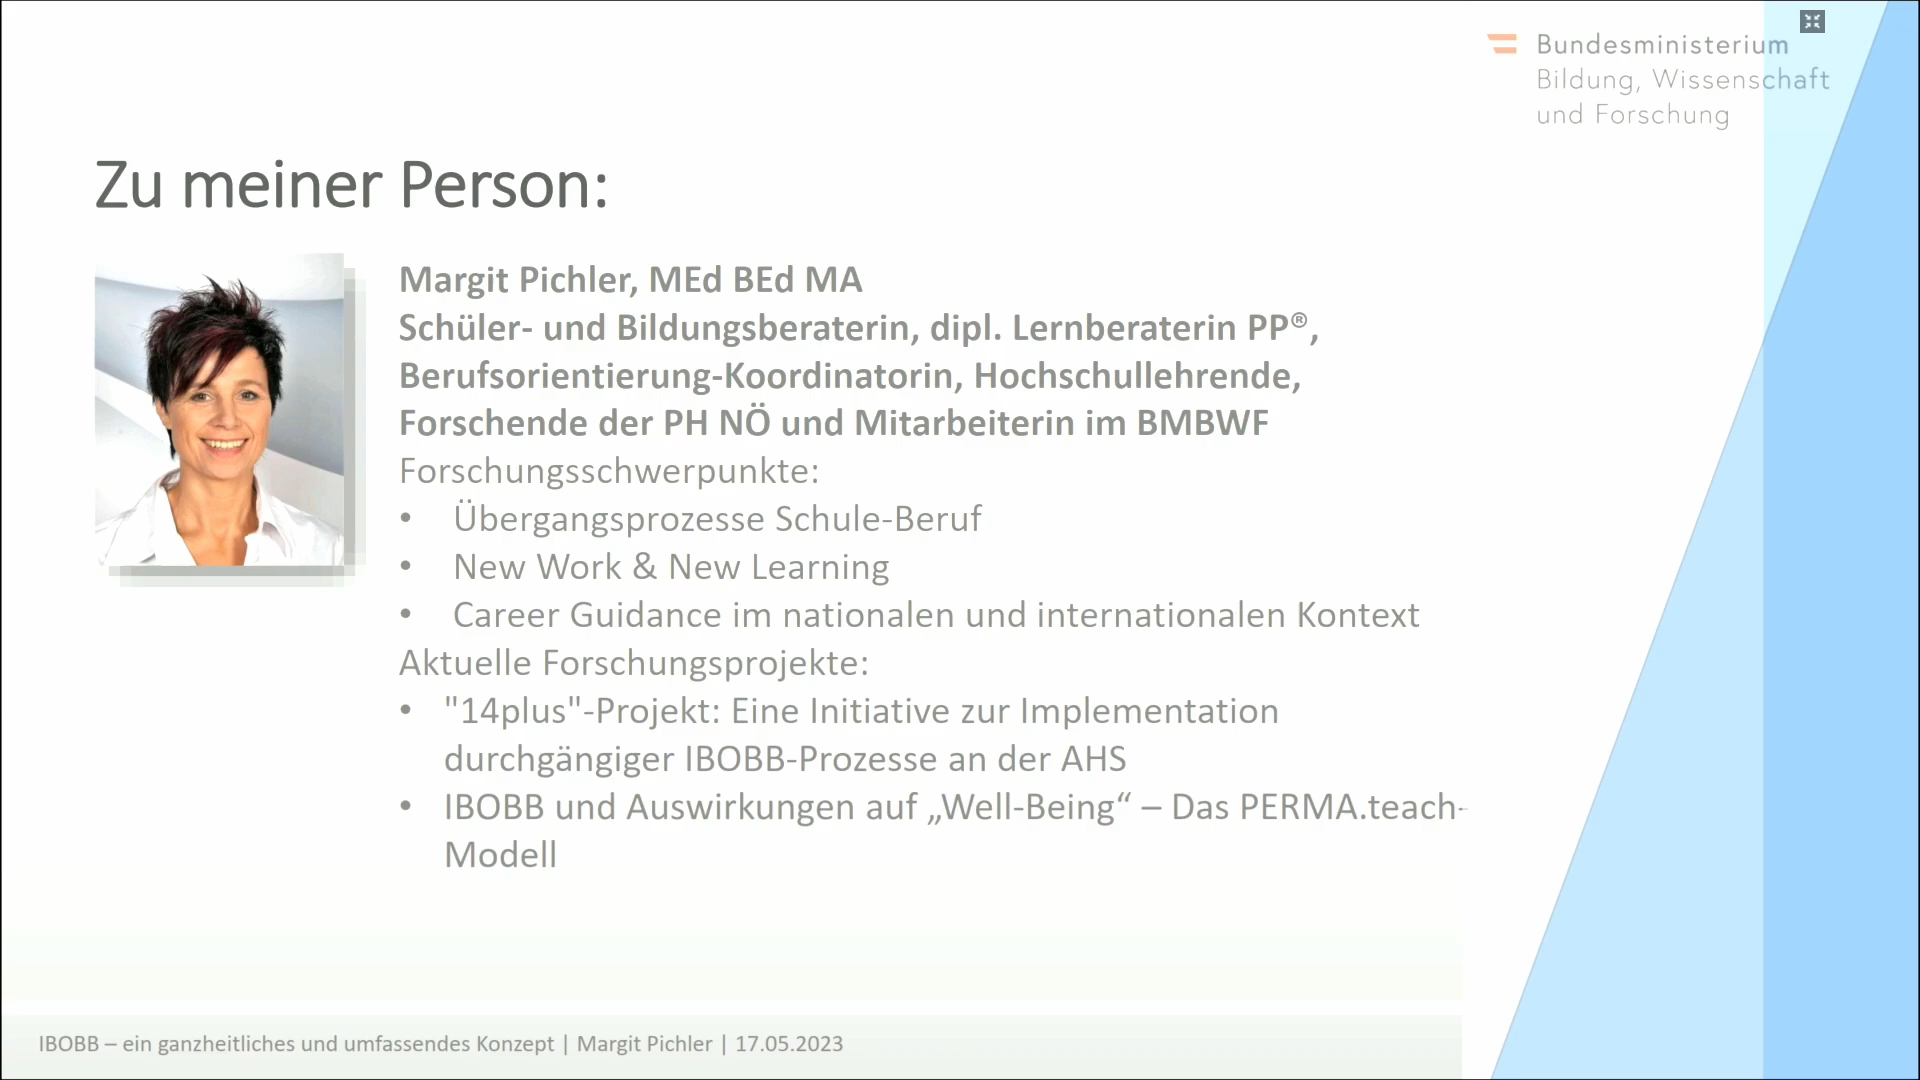 Bundesministerium
Bildung, Wissenschaft
und Forschung
Zu meiner Person:
Margit Pichler, MEd BEd MA
Schüler- und Bildungsberaterin, dipl. Lernberaterin PP®,
Berufsorientierung-Koordinatorin, Hochschullehrende,
Forschende der PH NÖ und Mitarbeiterin im BMBWF
Forschungsschwerpunkte:
• Übergangsprozesse Schule-Beruf
• New Work & New Learning
• Career Guidance im nationalen und internationalen Kontext
Aktuelle Forschungsprojekte:
• "14plus"-Projekt: Eine Initiative zur Implementation
durchgängiger IBOBB-Prozesse an der AHS
• IBOBB und Auswirkungen auf „Well-Being“ – Das PERMA.teach-
Modell
IBOBB – ein ganzheitliches und umfassendes Konzept | Margit Pichler | 17.05.2023